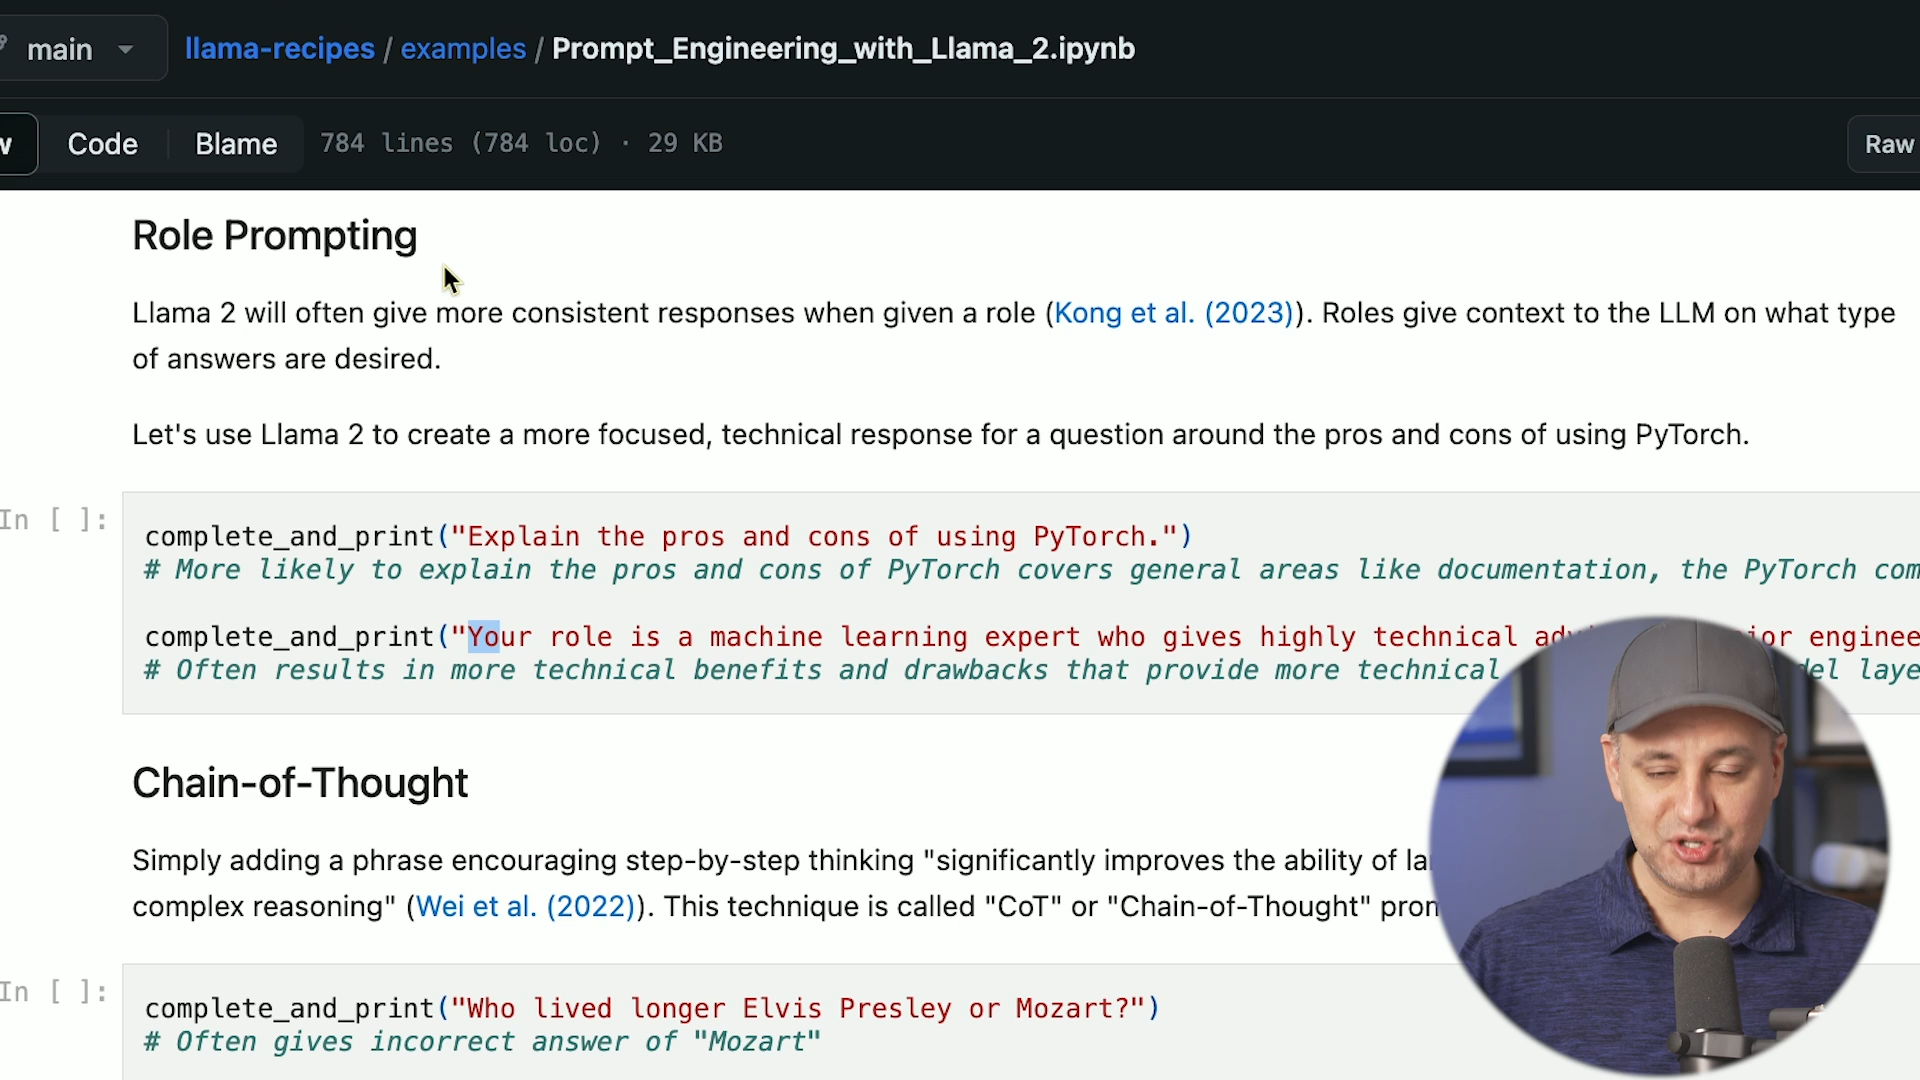 main
llama-recipes / examples / Prompt_Engineering_with_Llama_2.ipynb
Code Blame 784 lines (784 loc) · 29 KB Raw
Role Prompting
Llama 2 will often give more consistent responses when given a role (Kong et al. (2023)). Roles give context to the LLM on what type
of answers are desired.
Let's use Llama 2 to create a more focused, technical response for a question around the pros and cons of using PyTorch.
In [ ]:
complete_and_print("Explain the pros and cons of using PyTorch.")
# More likely to explain the pros and cons of PyTorch covers general areas like documentation, the PyTorch com
complete_and_print("Your role is a machine learning expert who gives highly technical
# Often results in more technical benefits and drawbacks that provide more technical
Chain-of-Thought
Simply adding a phrase encouraging step-by-step thinking "significantly improves the ability of
complex reasoning" (Wei et al. (2022)). This technique is called "CoT" or "Chain-of-Thought"
In [ ]:
complete_and_print("Who lived longer Elvis Presley or Mozart?")
# Often gives incorrect answer of "Mozart"